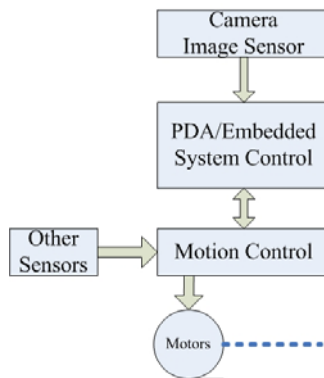 Camera
Image Sensor
PDA/Embedded
System Control
Other
Sensors
Motion Control
Motors